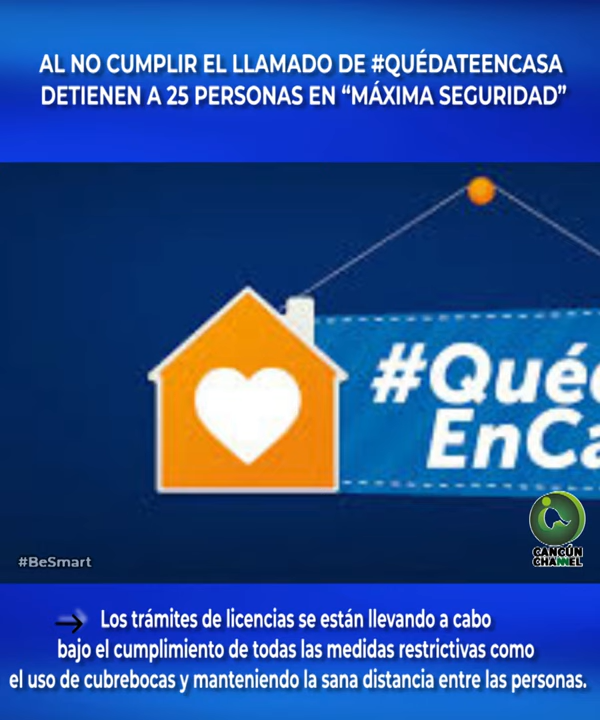 AL NO CUMPLIR EL LLAMADO DE #QUÉDATEENCASA
DETIENEN A 25 PERSONAS EN “MÁXIMA SEGURIDAD”
#Qué
EnCa
#BeSmart
CANCÚN
CHANNEL
Los trámites de licencias se están llevando a cabo
bajo el cumplimiento de todas las medidas restrictivas como
el uso de cubrebocas y manteniendo la sana distancia entre las personas.